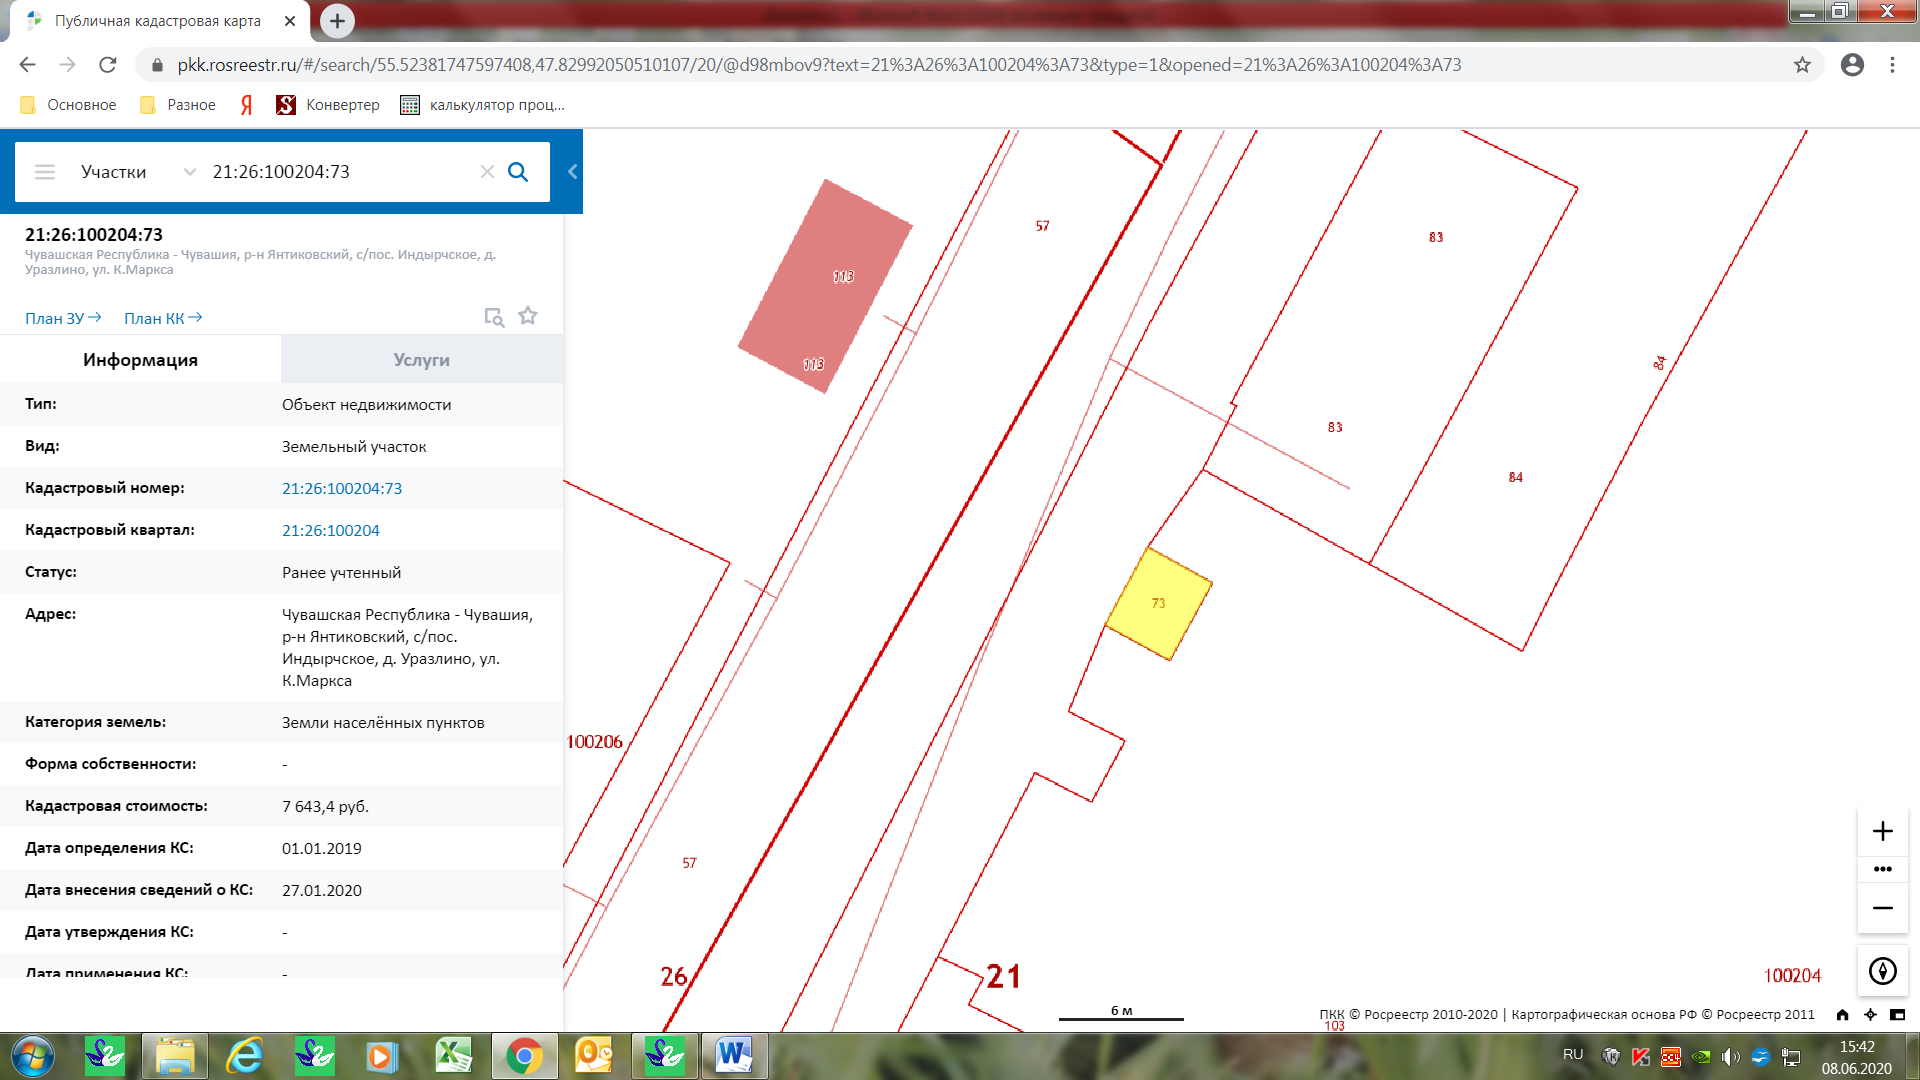 Публичная кадастровая карта
pkk.rosreestr.ru/#/search/55.52381747597408,47.82992050510107/20/@d98mbov9?text=21%3A26%3A100204%3A73&type=1&opened=21%3A26%3A100204%3A73
Основное Разное Я S Конвертер калькулятор проц...
Участки 21:26:100204:73
21:26:100204:73
Чувашская Республика - Чувашия, р-н Янтиковский, с/пос. Индырчское, д.
Уразлино, ул. К.Маркса
План ЗУ→ План КК→
Информация Услуги
Тип: Объект недвижимости
Вид: Земельный участок
Кадастровый номер: 21:26:100204:73
Кадастровый квартал: 21:26:100204
Статус: Ранее учтенный
Адрес: Чувашская Республика - Чувашия,
р-н Янтиковский, с/пос.
Индырчское, д. Уразлино, ул.
К.Маркса
Категория земель: Земли населённых пунктов
Форма собственности: -
Кадастровая стоимость: 7 643,4 руб.
Дата определения КС: 01.01.2019
Дата внесения сведений о КС: 27.01.2020
Дата утверждения КС: -
Дата применения КС: -
57
83
113
84
113
83
84
73
100206
57
26
21
100204
6 м
ПКК © Росреестр 2010-2020 | Картографическая основа РФ © Росреестр 2011
103
RU
15:42
08.06.2020